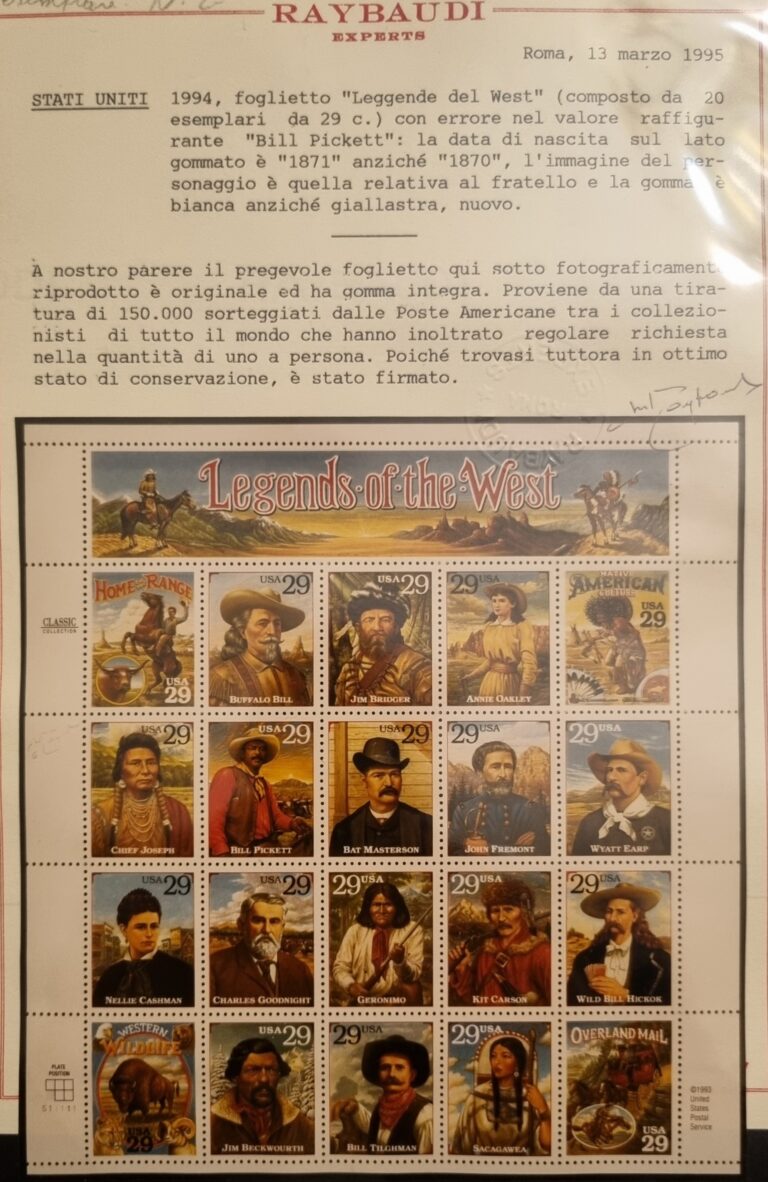 RAYBAUDI
EXPERTS
Roma, 13 marzo 1995
STATI UNITI 1994, foglietto "Leggende del West" (composto da 20
esemplari da 29 c.) con errore nel valore raffigu-
rante "Bill Pickett": la data di nascita sul lato
gommato è "1871" anziché "1870", l'immagine del per-
sonaggio è quella relativa al fratello e la gomma è
bianca anziché giallastra, nuovo.
A nostro parere il pregevole foglietto qui sotto fotograficament
riprodotto è originale ed ha gomma integra. Proviene da una tira-
tura di 150.000 sorteggiati dalle Poste Americane tra i collezio-
nisti di tutto il mondo che hanno inoltrato regolare richiesta
nella quantità di uno a persona. Poiché trovasi tuttora in ottimo
stato di conservazione, è stato firmato.
Legends·of·the·West
CLASSIC
COLLECTION
HOME ON THE RANGE
USA
29
USA 29
BUFFALO BILL
USA 29
JIM BRIDGER
29 USA
ANNIE OAKLEY
NATIVE
AMERICAN
CULTURE
USA
29
USA 29
CHIEF JOSEPH
USA 29
BILL PICKETT
USA 29
BAT MASTERSON
29 USA
JOHN FREMONT
29 USA
WYATT EARP
USA 29
NELLIE CASHMAN
USA 29
CHARLES GOODNIGHT
29 USA
GERONIMO
29 USA
KIT CARSON
29 USA
WILD BILL HICKOK
WESTERN
WILDLIFE
USA
29
USA 29
JIM BECKWOURTH
29 USA
BILL TILGHMAN
29 USA
SACAGAWEA
OVERLAND MAIL
USA
29
PLATE
POSITION
©1993
United
States
Postal
Service